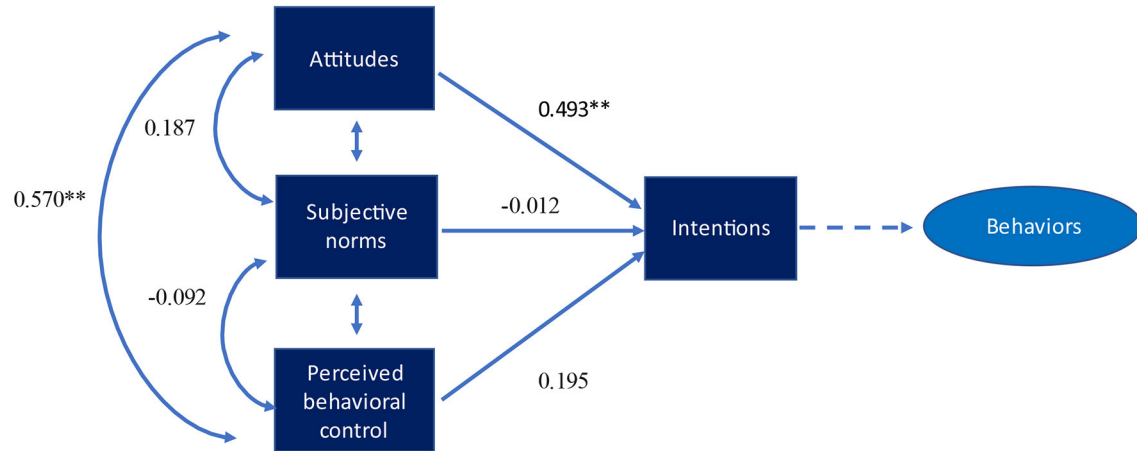 Attitudes
0.493**
0.187
0.570**
Subjective
norms
-0.012
Intentions
Behaviors
-0.092
Perceived
behavioral
control
0.195